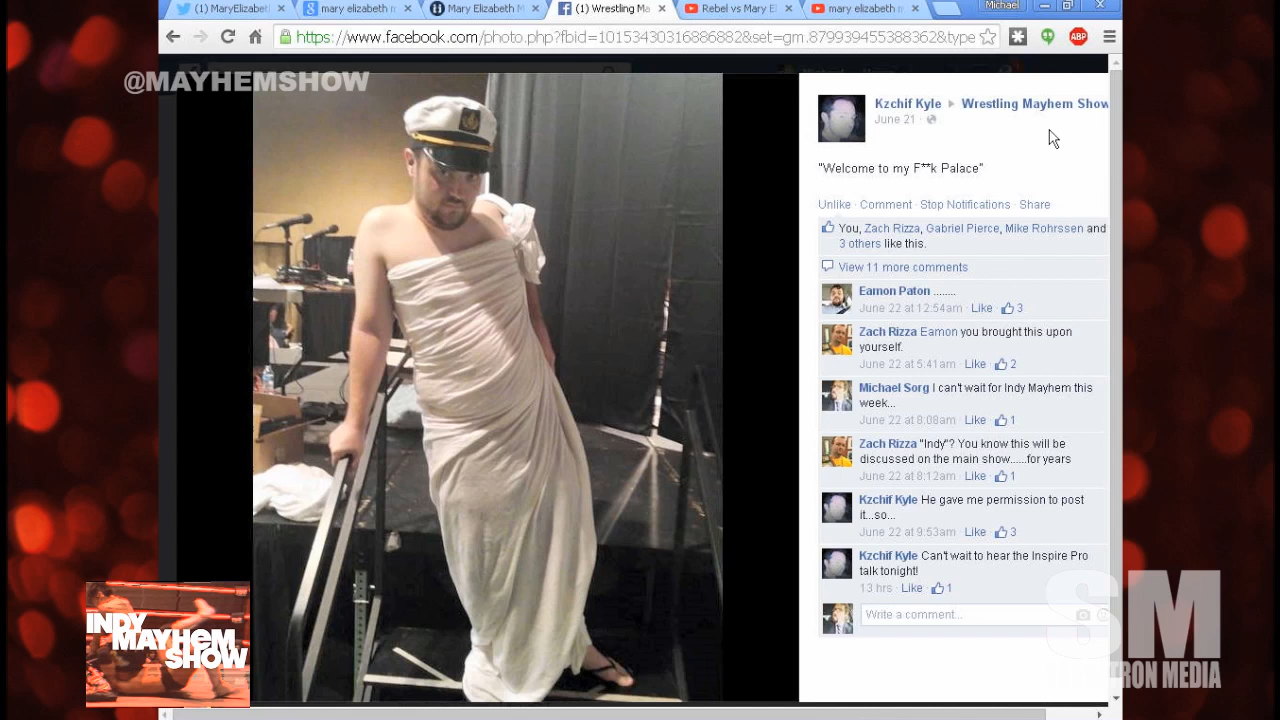 (1) MaryElizabet
mary elizabeth m
Mary Elizabeth M
(1) Wrestling Ma
Rebel vs Mary El
mary elizabeth m
Michael
https://www.facebook.com/photo.php?fbid=10153430316886882&set=gm.879939455388362&type
ABP
@MAYHEMSHOW
Kzchif Kyle ▸ Wrestling Mayhem Show
June 21 ·
"Welcome to my F**k Palace"
Unlike · Comment · Stop Notifications · Share
You, Zach Rizza, Gabriel Pierce, Mike Rohrssen and
3 others like this.
View 11 more comments
Eamon Paton ........
June 22 at 12:54am · Like · 3
Zach Rizza Eamon you brought this upon
yourself.
June 22 at 5:41am · Like · 2
Michael Sorg I can't wait for Indy Mayhem this
week...
June 22 at 8:08am · Like · 1
Zach Rizza "Indy"? You know this will be
discussed on the main show......for years
June 22 at 8:12am · Like · 1
Kzchif Kyle He gave me permission to post
it...so...
June 22 at 9:53am · Like · 3
Kzchif Kyle Can't wait to hear the Inspire Pro
talk tonight!
13 hrs · Like · 1
Write a comment...
INDY
MAYHEM
SHOW
SM
TRON MEDIA